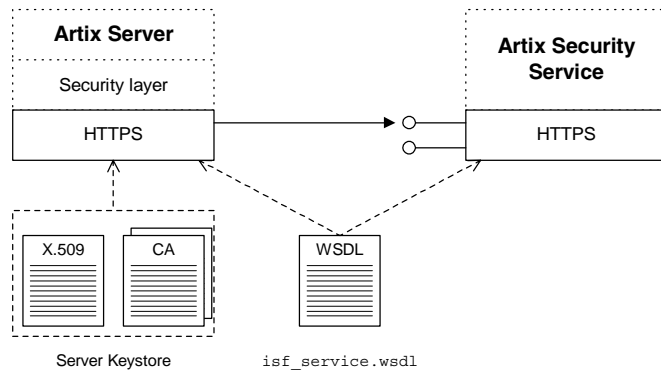 Artix Server
Security layer
HTTPS
Artix Security
Service
HTTPS
X.509
CA
WSDL
Server Keystore
isf_service.wsdl